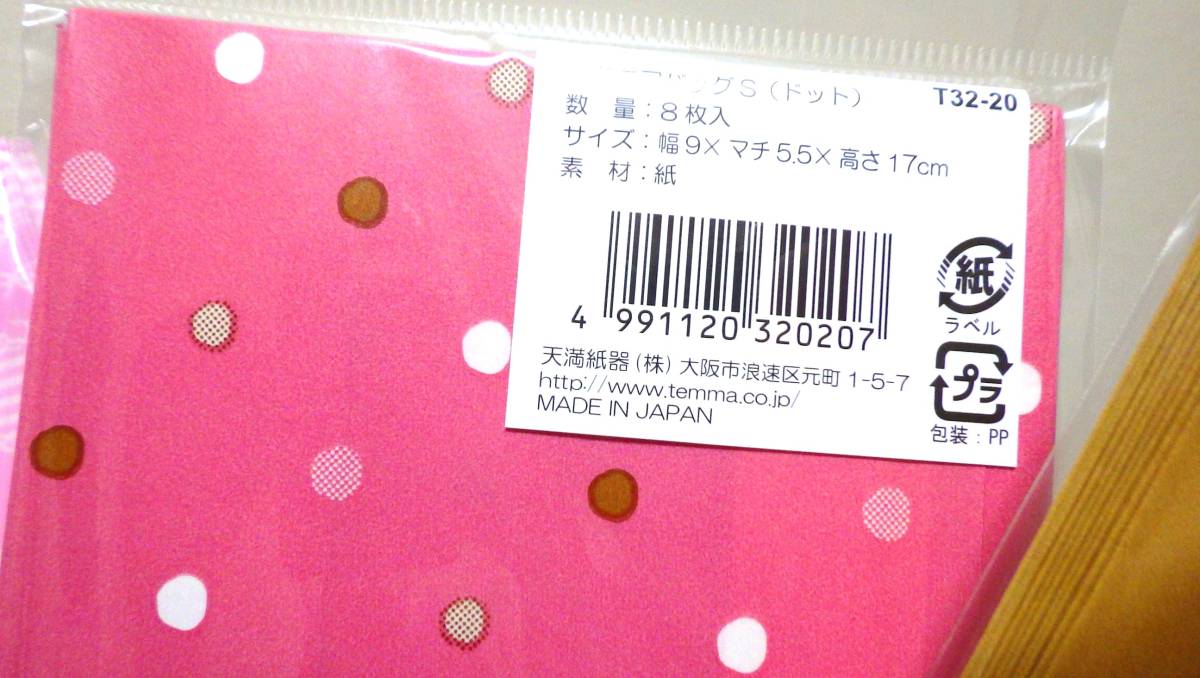 バッグS（ドット）
T32-20
数 量：8枚入
サイズ：幅9×マチ5.5×高さ17cm
素 材：紙
4 991120 320207
天満紙器（株）大阪市浪速区元町1-5-7
http://www.temma.co.jp/
MADE IN JAPAN
紙
ラベル
プラ
包装：PP